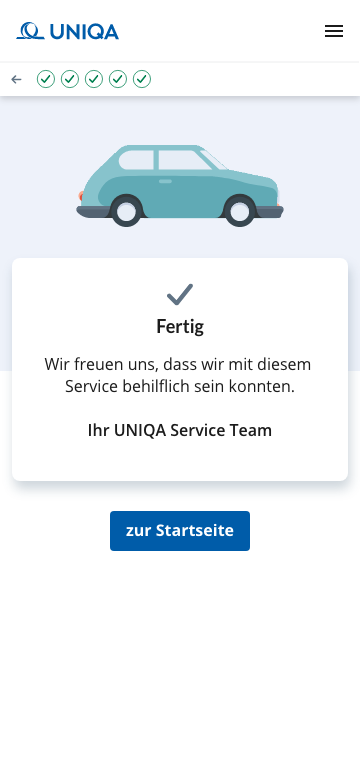 UNIQA
Fertig
Wir freuen uns, dass wir mit diesem
Service behilflich sein konnten.
Ihr UNIQA Service Team
zur Startseite